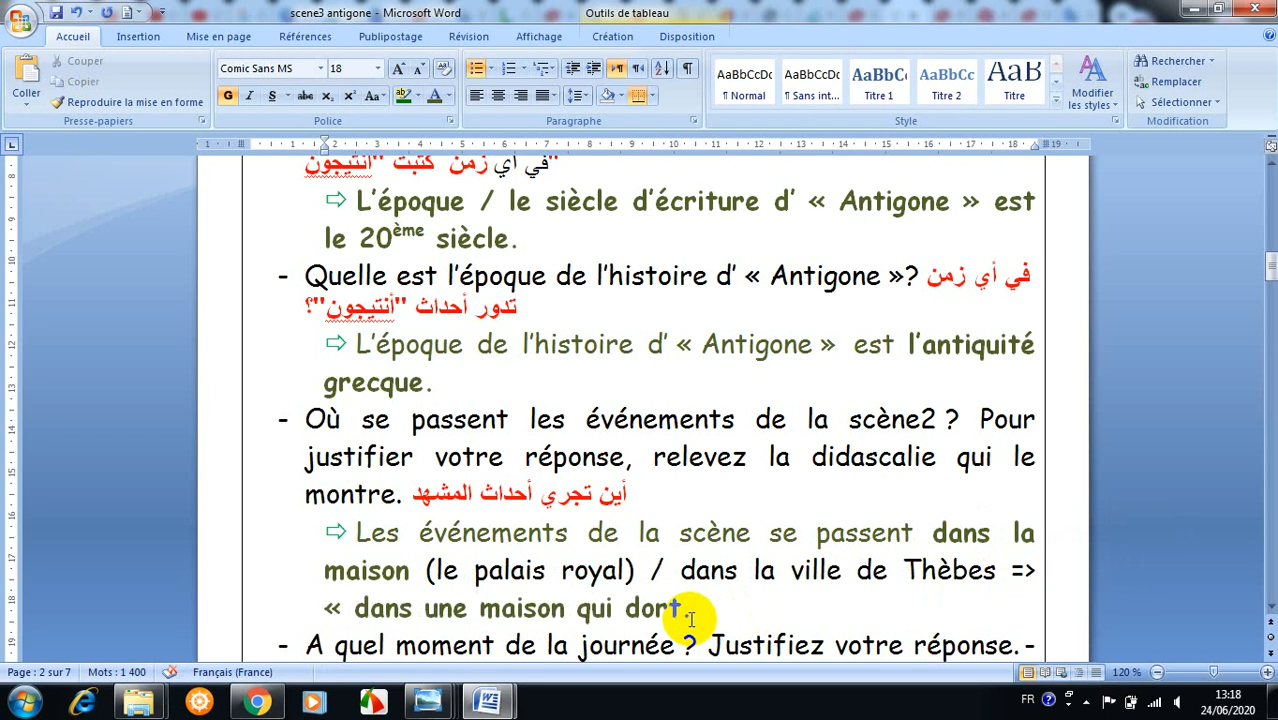 scene3 antigone - Microsoft Word
Outils de tableau
Accueil
Insertion
Mise en page
Références
Publipostage
Révision
Affichage
Création
Disposition
Couper
Copier
Coller
Reproduire la mise en forme
Presse-papiers
Comic Sans MS
18
Police
Paragraphe
AaBbCcDc
¶ Normal
AaBbCcDc
¶ Sans int...
AaBbC
Titre 1
AaBbCc
Titre 2
AaB
Titre
Modifier
les styles
Style
Rechercher
Remplacer
Sélectionner
Modification
في أي زمن كتبت "أنتيجون"
L'époque / le siècle d'écriture d' « Antigone » est
le 20ème siècle.
- Quelle est l'époque de l'histoire d' « Antigone »? في أي زمن
تدور أحداث "أنتيجون"؟
L'époque de l'histoire d' « Antigone » est l'antiquité
grecque.
- Où se passent les événements de la scène2 ? Pour
justifier votre réponse, relevez la didascalie qui le
montre. أين تجري أحداث المشهد
Les événements de la scène se passent dans la
maison (le palais royal) / dans la ville de Thèbes =>
« dans une maison qui dort.
- A quel moment de la journée ? Justifiez votre réponse. -
Page : 2 sur 7
Mots : 1 400
Français (France)
120 %
FR
13:18
24/06/2020